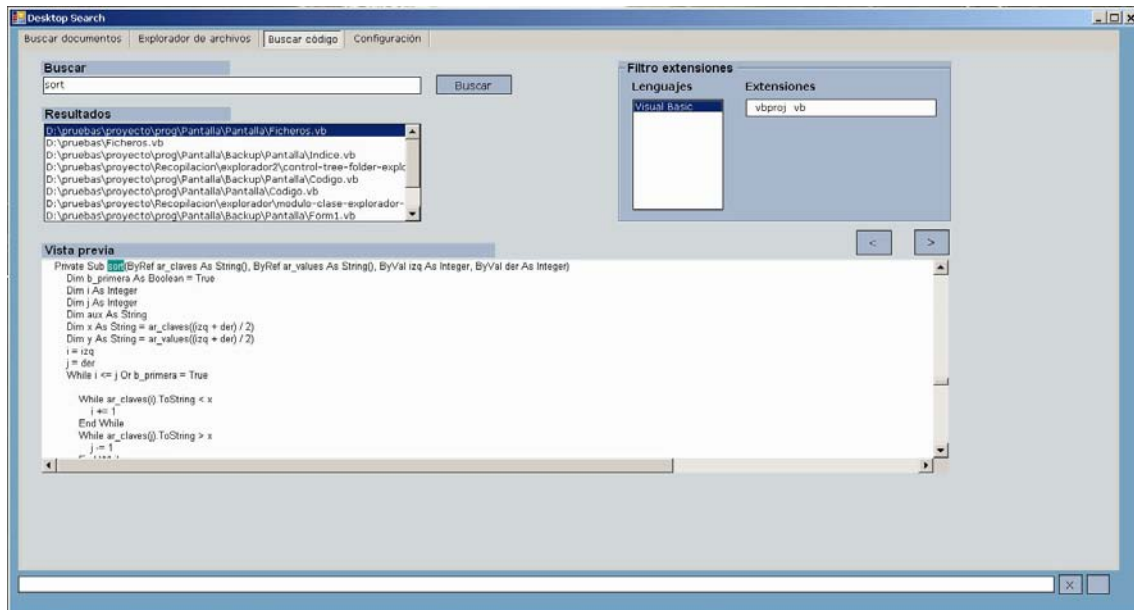 Desktop Search
Buscar documentos Explorador de archivos Buscar código Configuración
Buscar
sort
Buscar
Resultados
D:\pruebas\proyecto\prog\Pantalla\Pantalla\Ficheros.vb
D:\pruebas\Ficheros.vb
D:\pruebas\proyecto\prog\Pantalla\Backup\Pantalla\Indice.vb
D:\pruebas\proyecto\Recopilacion\explorador2\control-tree-folder-explc
D:\pruebas\proyecto\prog\Pantalla\Backup\Pantalla\Codigo.vb
D:\pruebas\proyecto\prog\Pantalla\Pantalla\Codigo.vb
D:\pruebas\proyecto\Recopilacion\explorador\modulo-clase-explorador-
D:\pruebas\proyecto\prog\Pantalla\Backup\Pantalla\Form1.vb
Filtro extensiones
Lenguajes Extensiones
Visual Basic vbproj vb
< >
Vista previa
Private Sub sort(ByRef ar_claves As String(), ByRef ar_values As String(), ByVal izq As Integer, ByVal der As Integer)
Dim b_primera As Boolean = True
Dim i As Integer
Dim j As Integer
Dim aux As String
Dim x As String = ar_claves((izq + der) / 2)
Dim y As String = ar_values((izq + der) / 2)
i = izq
j = der
While i <= j Or b_primera = True
While ar_claves(i).ToString < x
i += 1
End While
While ar_claves(j).ToString > x
j -= 1
X